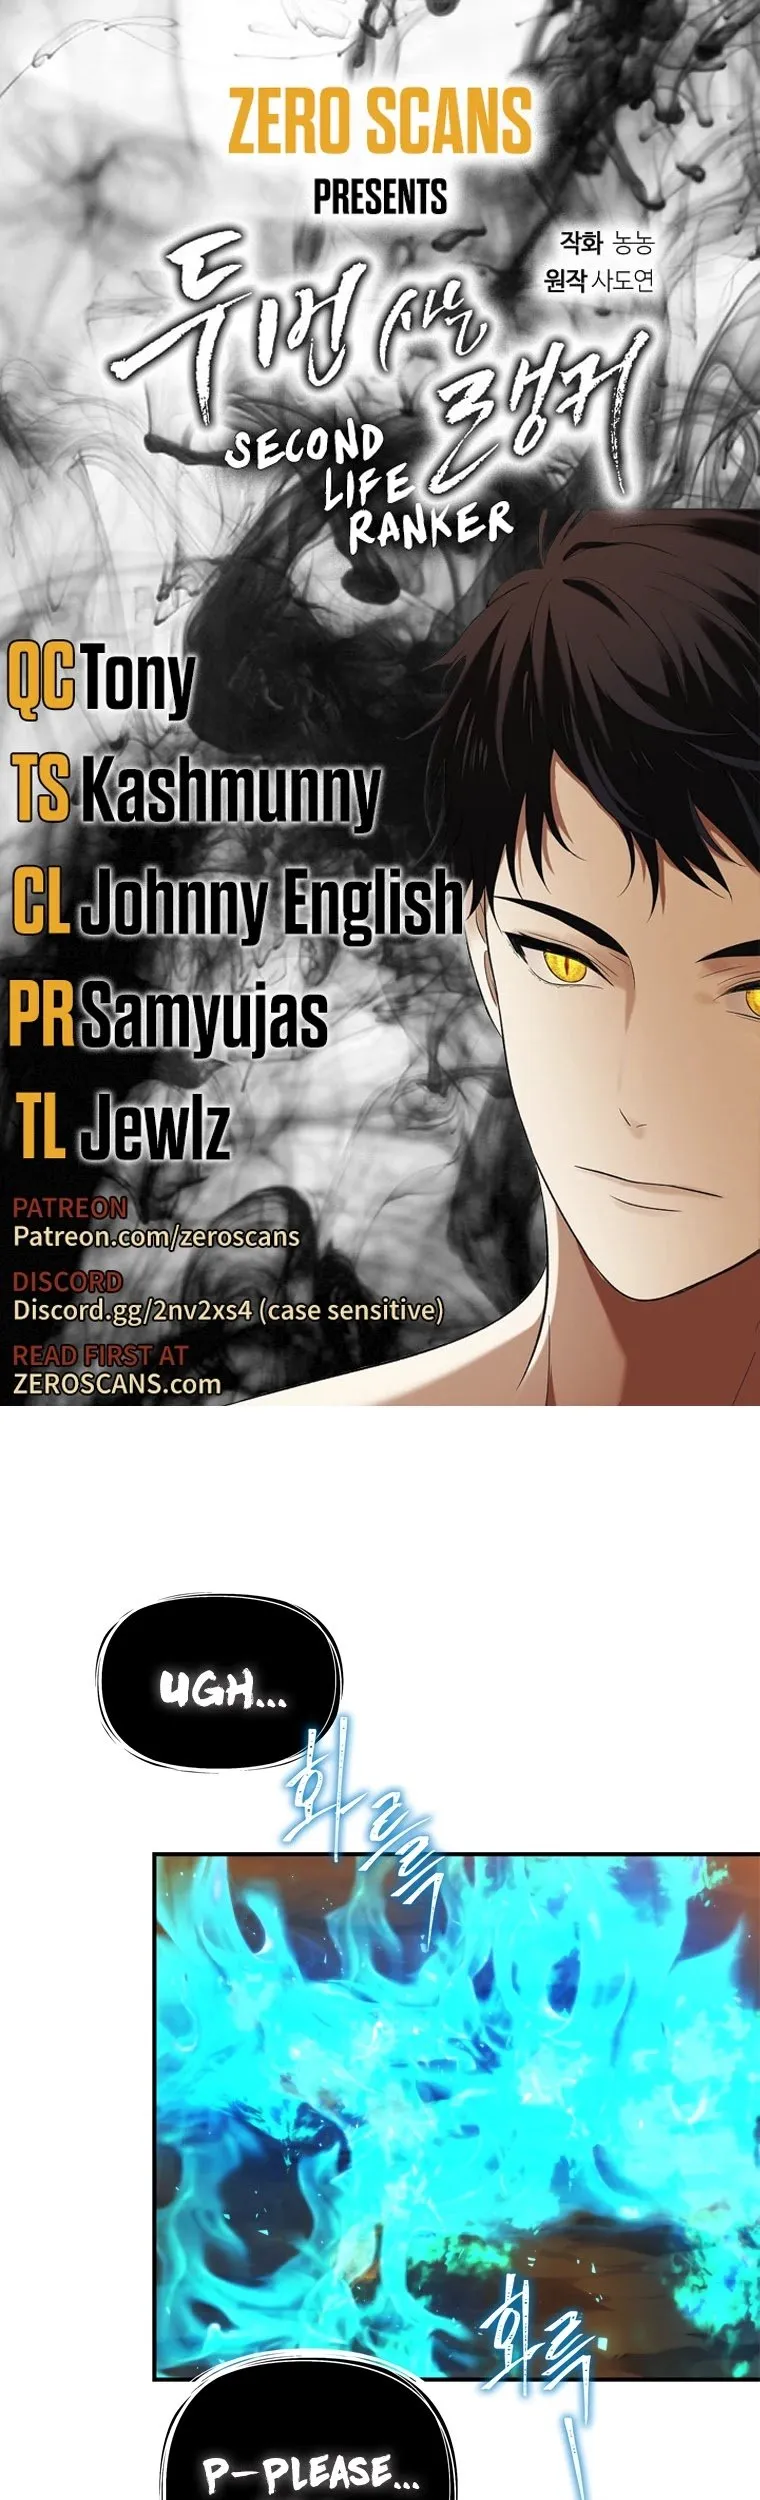 ZERO SCANS
PRESENTS
작화 농농
원작 사도연
두번 사는
랭커
SECOND
LIFE
RANKER
QC Tony
TS Kashmunny
CL Johnny English
PR Samyujas
TL Jewlz
PATREON
Patreon.com/zeroscans
DISCORD
Discord.gg/2nv2xs4 (case sensitive)
READ FIRST AT
ZEROSCANS.com
UGH...
화르륵
화륵
P-PLEASE...